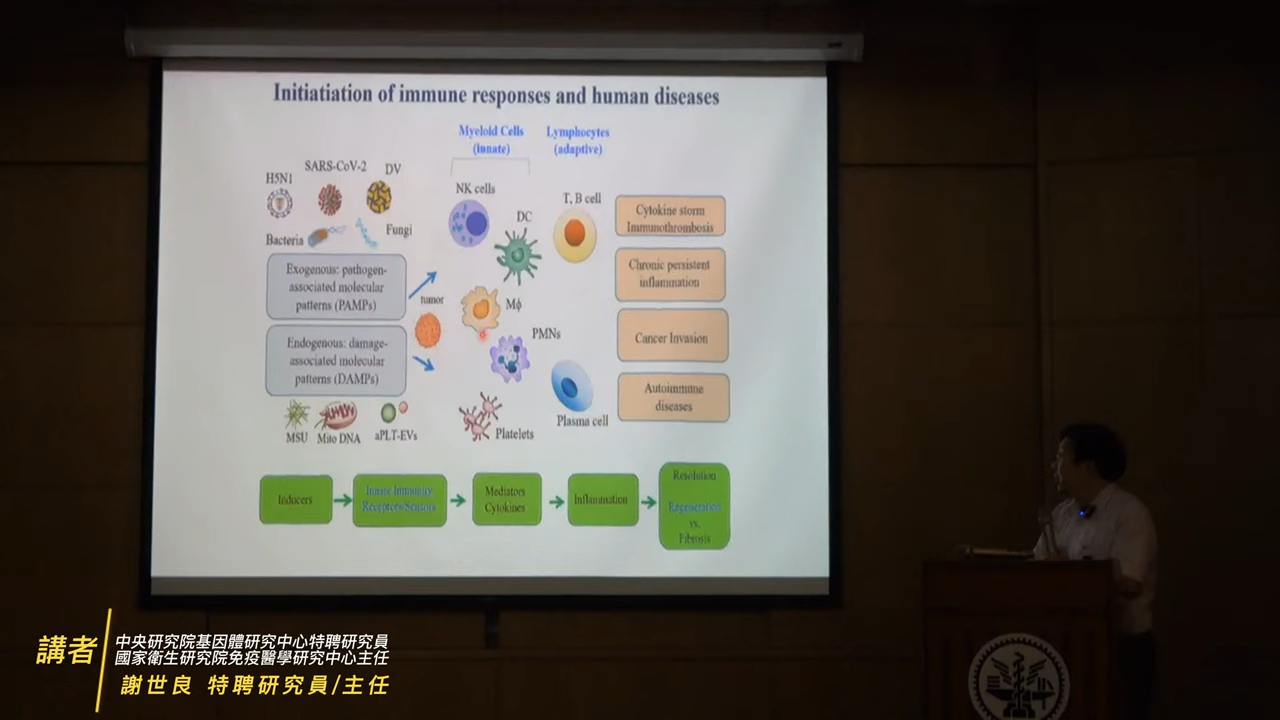 Initiatiation of immune responses and human diseases
Myeloid Cells
(innate)
Lymphocytes
(adaptive)
SARS-CoV-2
DV
H5N1
NK cells
T, B cell
DC
Fungi
Bacteria
Cytokine storm
Immunothrombosis
Exogenous: pathogen-
associated molecular
patterns (PAMPs)
Chronic persistent
inflammation
tumor
Mϕ
PMNs
Endogenous: damage-
associated molecular
patterns (DAMPs)
Cancer Invasion
Autoimmune
diseases
MSU
Mito DNA
aPLT-EVs
Platelets
Plasma cell
Inducers
Innate Immunity
Receptors/Sensors
Mediators
Cytokines
Inflammation
Resolution
Regeneration
vs.
Fibrosis
講者
中央研究院基因體研究中心特聘研究員
國家衛生研究院免疫醫學研究中心主任
謝世良 特聘研究員/主任